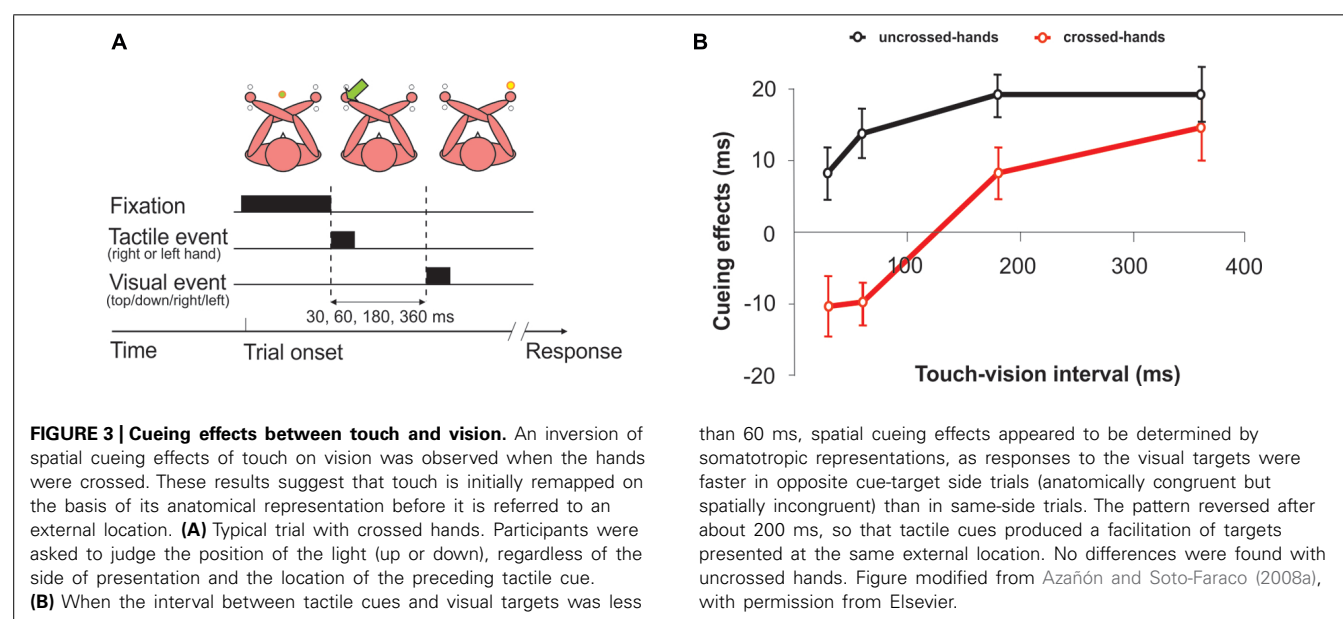 A
Fixation
Tactile event
(right or left hand)
Visual event
(top/down/right/left)
30, 60, 180, 360 ms
Time
Trial onset
Response
B
uncrossed-hands
crossed-hands
Cueing effects (ms)
20
10
0
-10
-20
100
200
300
400
Touch-vision interval (ms)
FIGURE 3 | Cueing effects between touch and vision. An inversion of
spatial cueing effects of touch on vision was observed when the hands
were crossed. These results suggest that touch is initially remapped on
the basis of its anatomical representation before it is referred to an
external location. (A) Typical trial with crossed hands. Participants were
asked to judge the position of the light (up or down), regardless of the
side of presentation and the location of the preceding tactile cue.
(B) When the interval between tactile cues and visual targets was less
than 60 ms, spatial cueing effects appeared to be determined by
somatotropic representations, as responses to the visual targets were
faster in opposite cue-target side trials (anatomically congruent but
spatially incongruent) than in same-side trials. The pattern reversed after
about 200 ms, so that tactile cues produced a facilitation of targets
presented at the same external location. No differences were found with
uncrossed hands. Figure modified from Azañón and Soto-Faraco (2008a),
with permission from Elsevier.